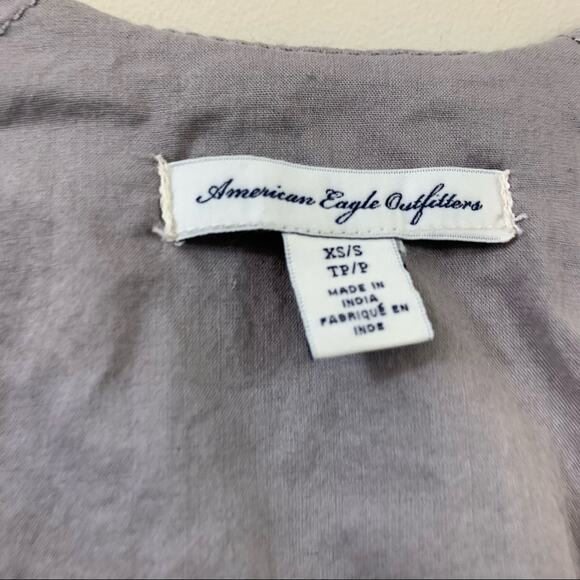 American Eagle Outfitters
XS/S
TP/P
MADE IN
INDIA
FABRIQUÉ EN
INDE